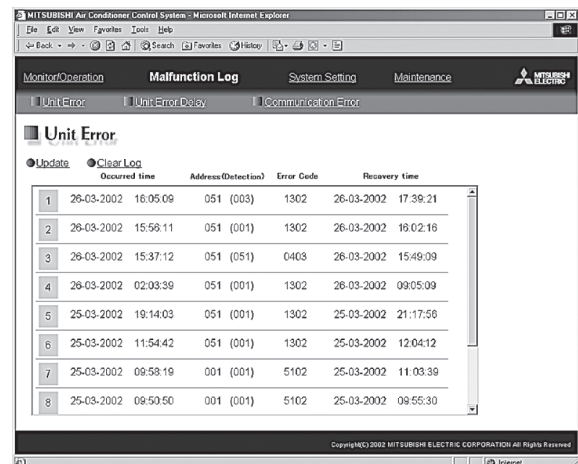 MITSUBISHI Air Conditioner Control System - Microsoft Internet Explorer
File Edit View Favorites Tools Help
Back Search Favorites History
Monitor/Operation Malfunction Log System Setting Maintenance MITSUBISHI ELECTRIC
Unit Error Unit Error Delay Communication Error
Unit Error
Update Clear Log
Occurred time Address(Detection) Error Code Recovery time
1 26-03-2002 16:05:09 051 (003) 1302 26-03-2002 17:39:21
2 26-03-2002 15:56:11 051 (001) 1302 26-03-2002 16:02:16
3 26-03-2002 15:37:12 051 (051) 0403 26-03-2002 15:49:09
4 26-03-2002 02:03:39 051 (001) 1302 26-03-2002 09:05:09
5 25-03-2002 19:14:03 051 (001) 1302 25-03-2002 21:17:56
6 25-03-2002 11:54:42 051 (001) 1302 25-03-2002 12:04:12
7 25-03-2002 09:58:19 001 (001) 5102 25-03-2002 11:03:39
8 25-03-2002 09:50:50 001 (001) 5102 25-03-2002 09:55:30
Copyright(C) 2002 MITSUBISHI ELECTRIC CORPORATION All Rights Reserved
Internet